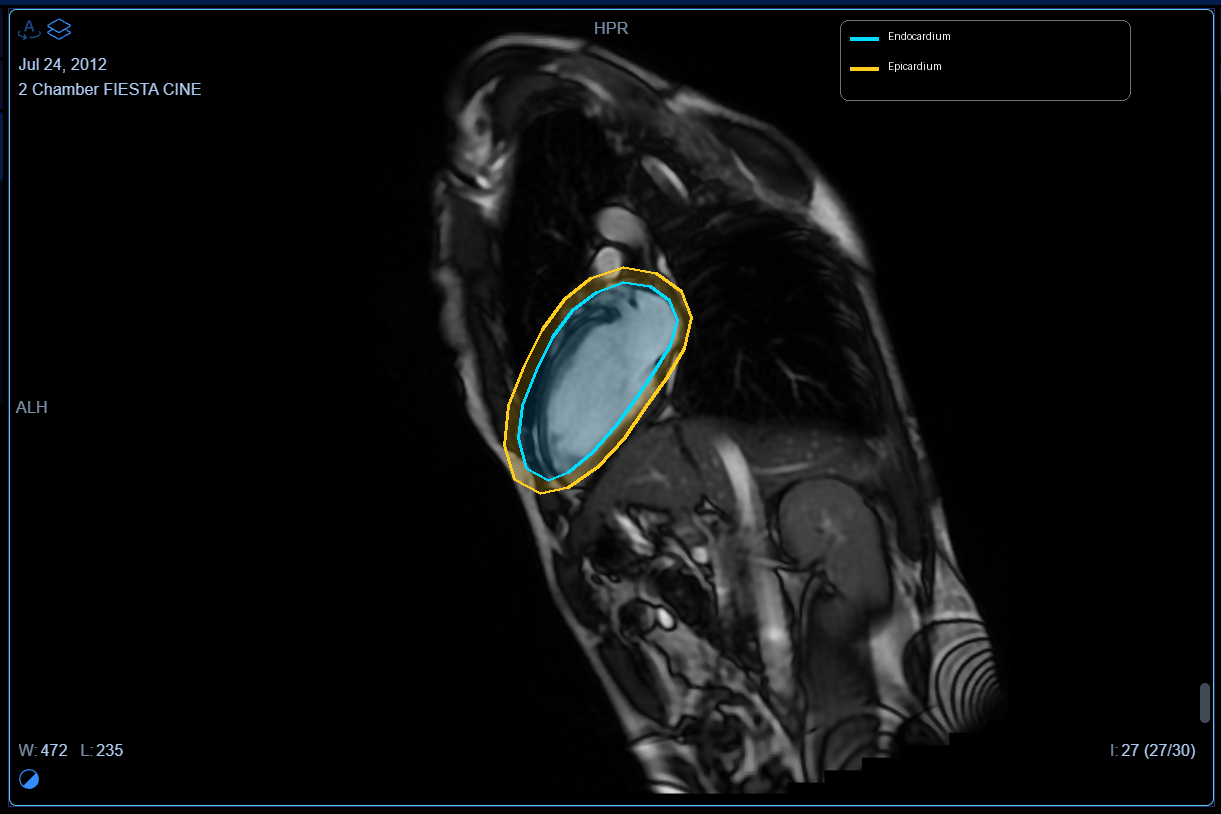 HPR
Jul 24, 2012
2 Chamber FIESTA CINE
Endocardium
Epicardium
ALH
W: 472 L: 235
I: 27 (27/30)